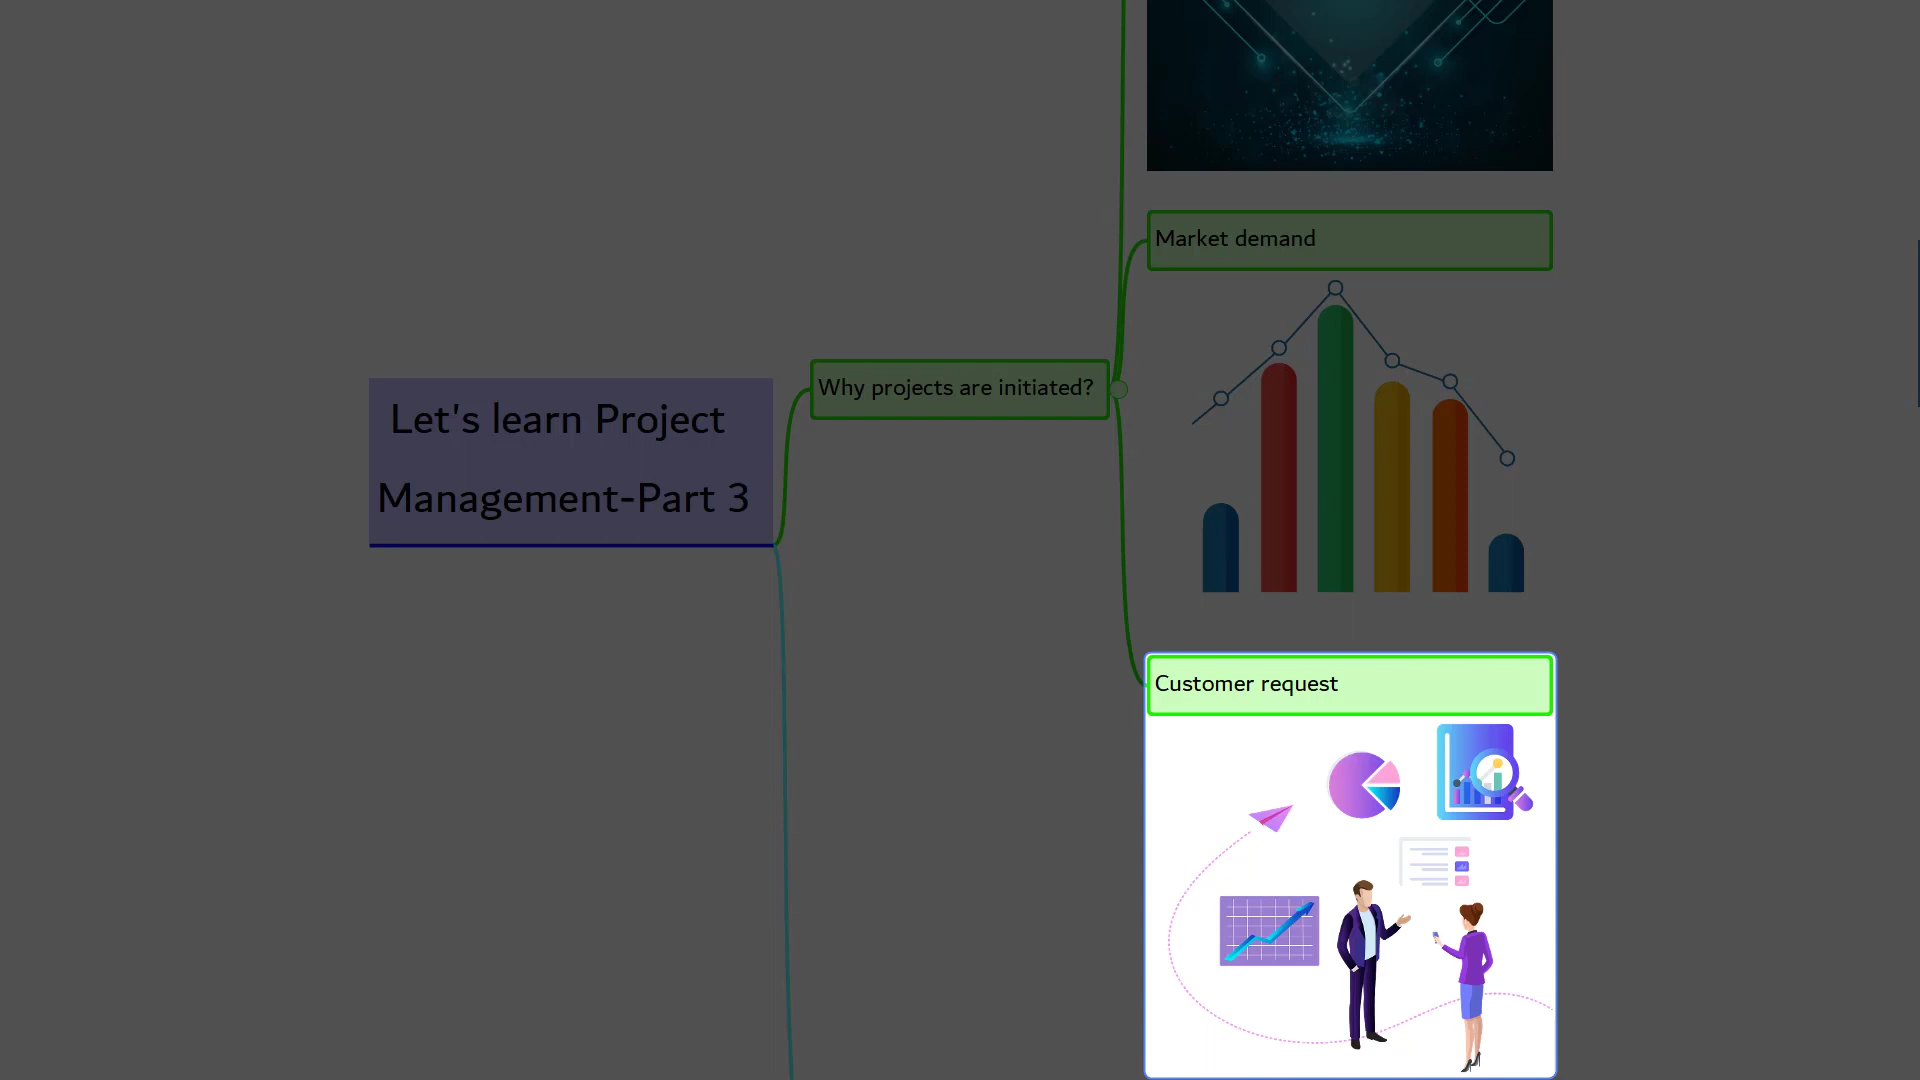 Market demand
Why projects are initiated?
Let's learn Project
Management-Part 3
Customer request